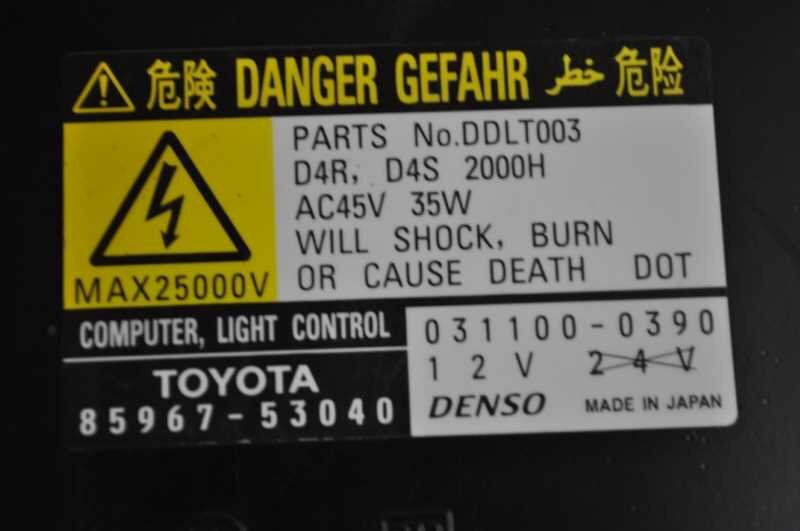 危険 DANGER GEFAHR خطر 危险
PARTS No.DDLT003
D4R, D4S 2000H
AC45V 35W
WILL SHOCK, BURN
OR CAUSE DEATH DOT
MAX25000V
COMPUTER, LIGHT CONTROL
TOYOTA
85967-53040
031100-0390
12V 24V
DENSO MADE IN JAPAN